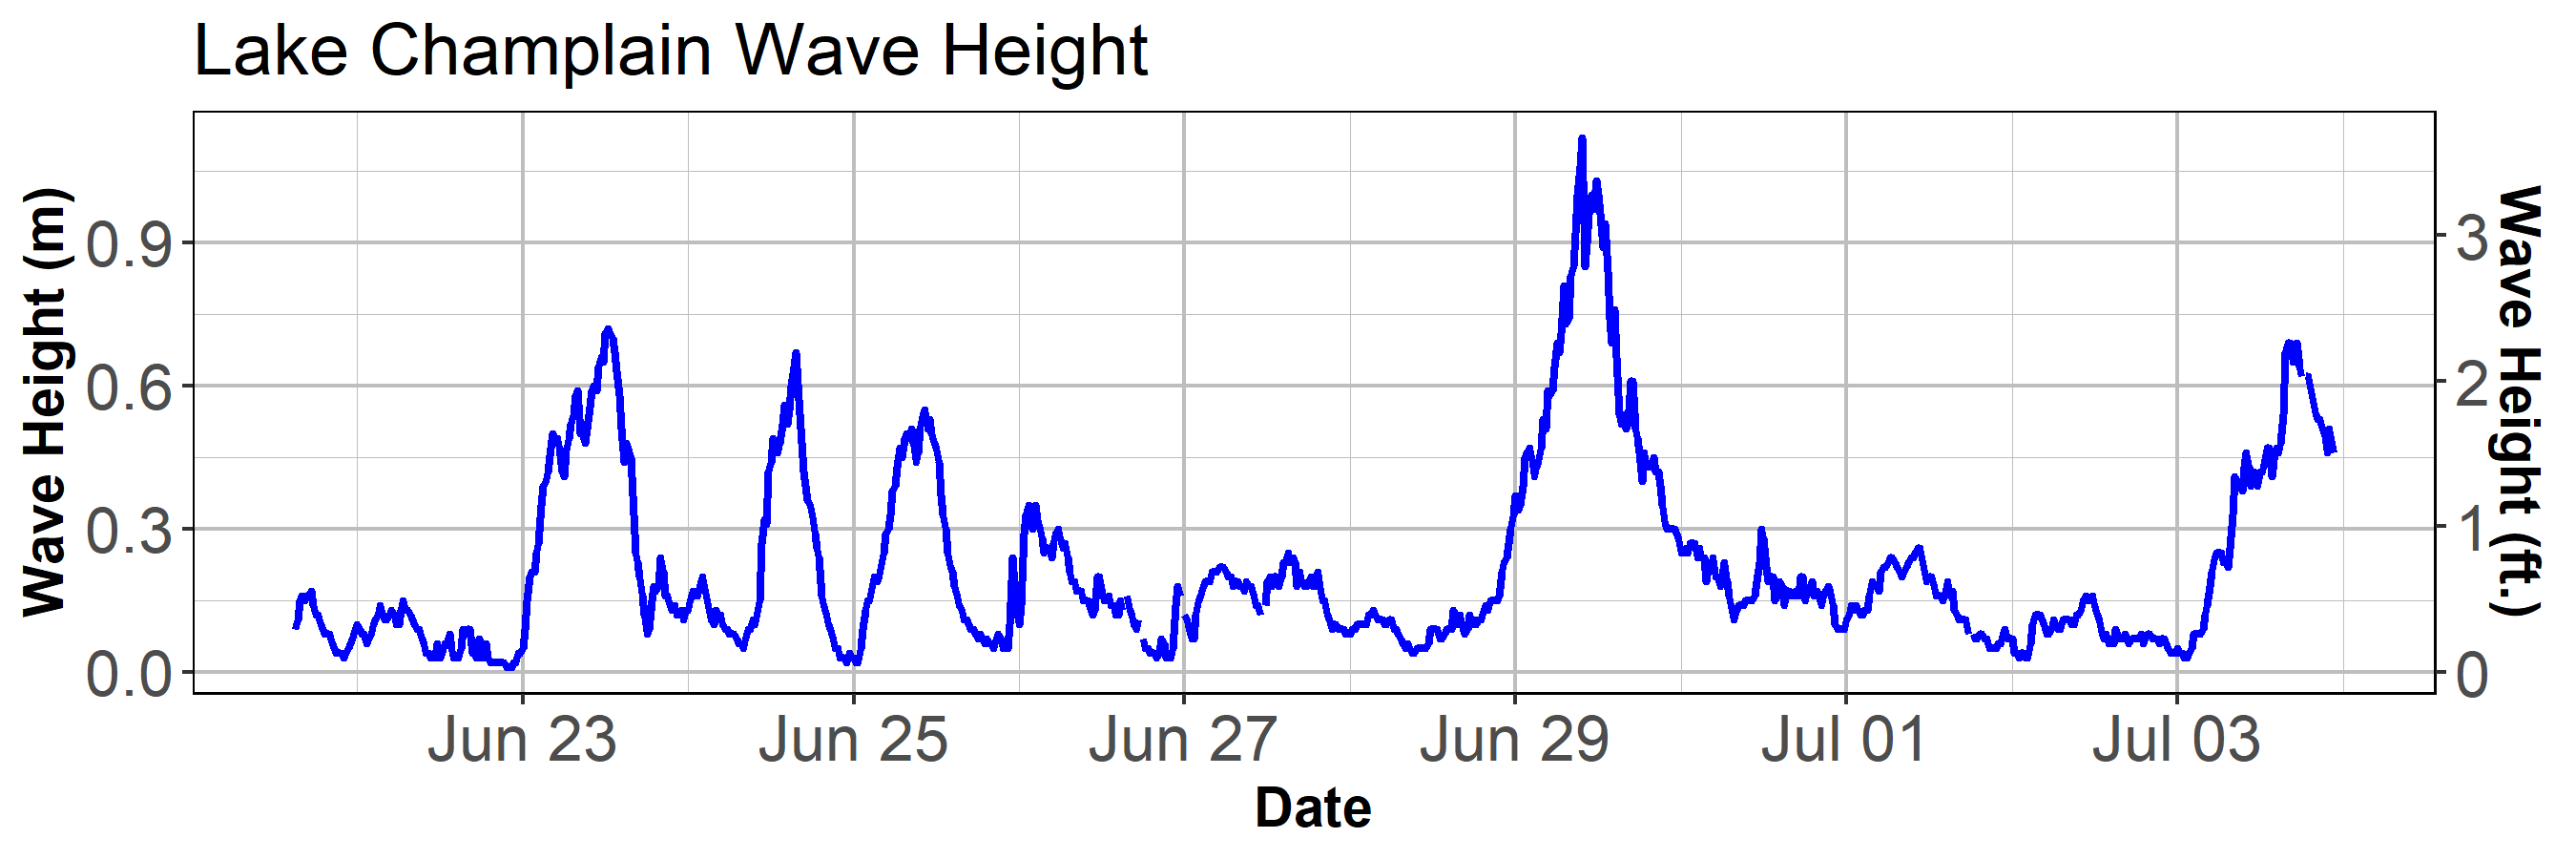 Lake Champlain Wave Height
Wave Height (m)
0.9
0.6
0.3
0.0
3
2
1
0
Wave Height (ft.)
Jun 23 Jun 25 Jun 27 Jun 29 Jul 01 Jul 03
Date